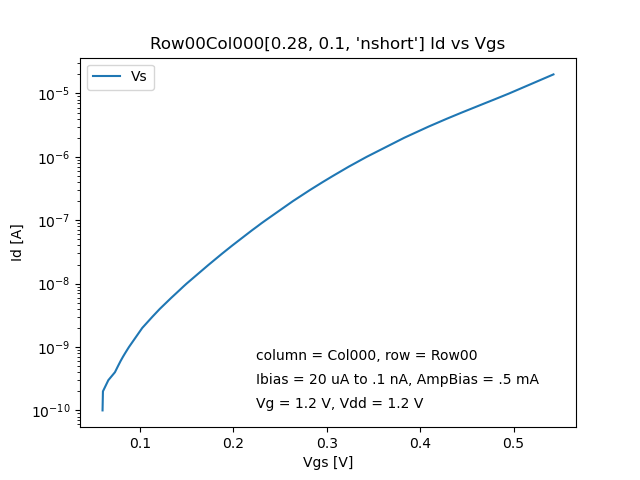 Row00Col000[0.28, 0.1, 'nshort'] Id vs Vgs
Vs
10⁻⁵
10⁻⁶
10⁻⁷
10⁻⁸
10⁻⁹
10⁻¹⁰
Id [A]
column = Col000, row = Row00
Ibias = 20 uA to .1 nA, AmpBias = .5 mA
Vg = 1.2 V, Vdd = 1.2 V
0.1 0.2 0.3 0.4 0.5
Vgs [V]